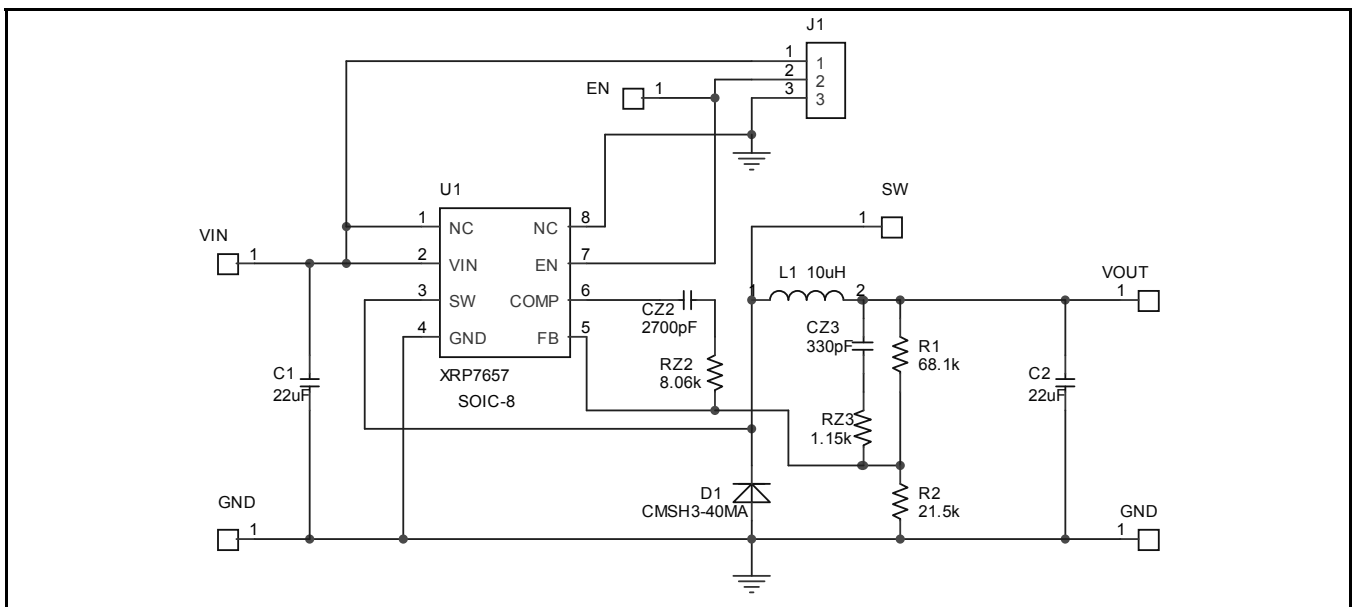 J1
1 1
2 2
3 3
EN 1
U1
SW
1
VIN 1
1 NC NC 8
2 VIN EN 7
3 SW COMP 6
4 GND FB 5
XRP7657
SOIC-8
CZ2
2700pF
RZ2
8.06k
L1 10uH
1 2
VOUT
1
CZ3
330pF
R1
68.1k
RZ3
1.15k
C1
22uF
C2
22uF
R2
21.5k
D1
CMSH3-40MA
GND
1
GND
1